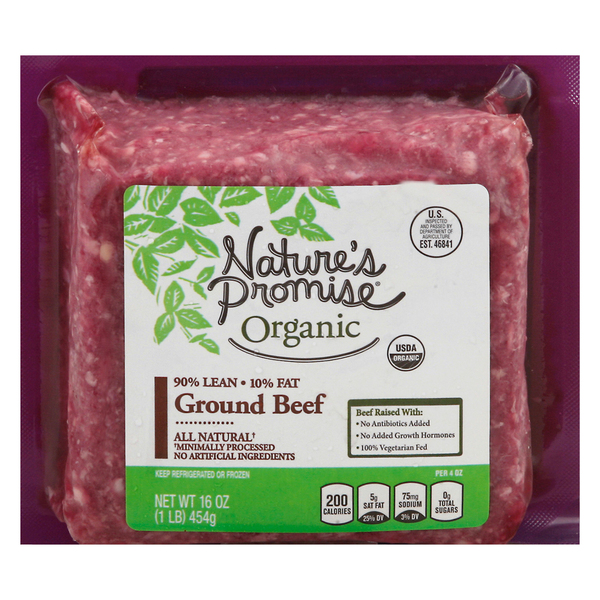 U.S.
INSPECTED
AND PASSED BY
DEPARTMENT OF
AGRICULTURE
EST. 46841
Nature's
Promise®
Organic
USDA
ORGANIC
90% LEAN • 10% FAT
Ground Beef
ALL NATURAL†
†MINIMALLY PROCESSED
NO ARTIFICIAL INGREDIENTS
Beef Raised With:
• No Antibiotics Added
• No Added Growth Hormones
• 100% Vegetarian Fed
KEEP REFRIGERATED OR FROZEN
PER 4 OZ
NET WT 16 OZ
(1 LB) 454g
200
CALORIES
5g
SAT FAT
25% DV
75mg
SODIUM
3% DV
0g
TOTAL
SUGARS